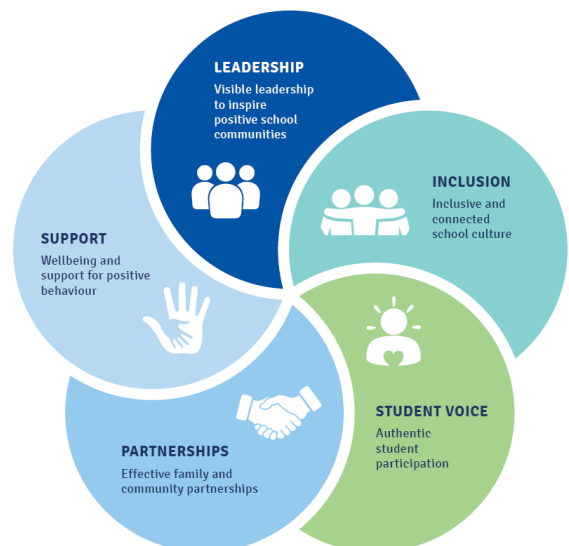 LEADERSHIP
Visible leadership
to inspire
positive school
communities
INCLUSION
Inclusive and
connected
school culture
STUDENT VOICE
Authentic
student
participation
PARTNERSHIPS
Effective family and
community partnerships
SUPPORT
Wellbeing and
support for positive
behaviour